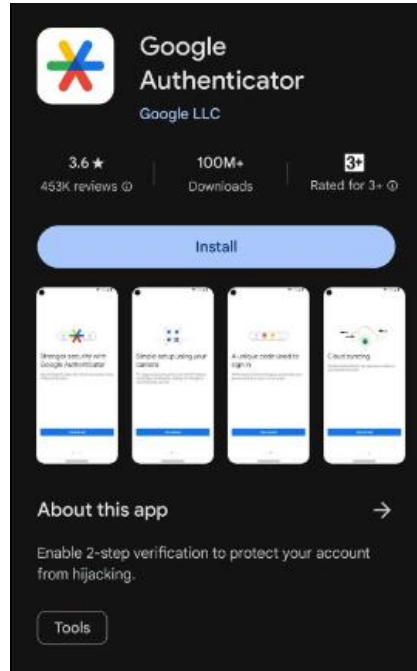 Google
Authenticator
Google LLC
3.6 ★
453K reviews
100M+
Downloads
3+
Rated for 3+
Install
Stronger security with
Google Authenticator
Simple setup using your
camera
A unique code used to
sign in
Cloud syncing
About this app
Enable 2-step verification to protect your account
from hijacking.
Tools